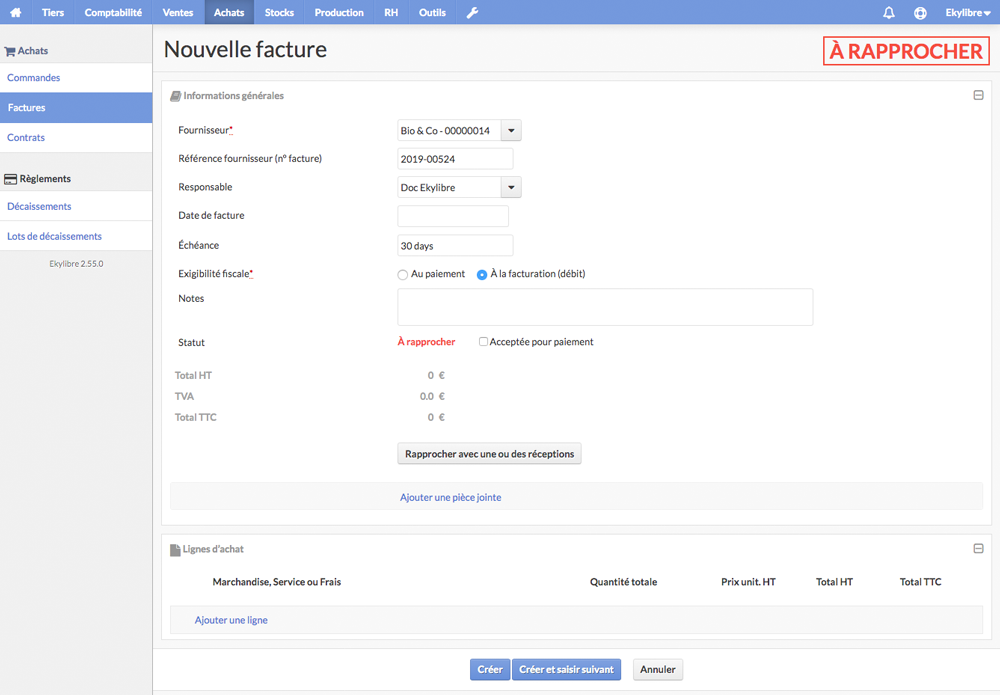 Tiers Comptabilité Ventes Achats Stocks Production RH Outils Ekylibre
Achats
Commandes
Factures
Contrats
Règlements
Décaissements
Lots de décaissements
Ekylibre 2.55.0
Nouvelle facture
À RAPPROCHER
Informations générales
Fournisseur* Bio & Co - 00000014
Référence fournisseur (n° facture) 2019-00524
Responsable Doc Ekylibre
Date de facture
Échéance 30 days
Exigibilité fiscale* Au paiement À la facturation (débit)
Notes
Statut À rapprocher Acceptée pour paiement
Total HT 0 €
TVA 0.0 €
Total TTC 0 €
Rapprocher avec une ou des réceptions
Ajouter une pièce jointe
Lignes d'achat
Marchandise, Service ou Frais Quantité totale Prix unit. HT Total HT Total TTC
Ajouter une ligne
Créer Créer et saisir suivant Annuler